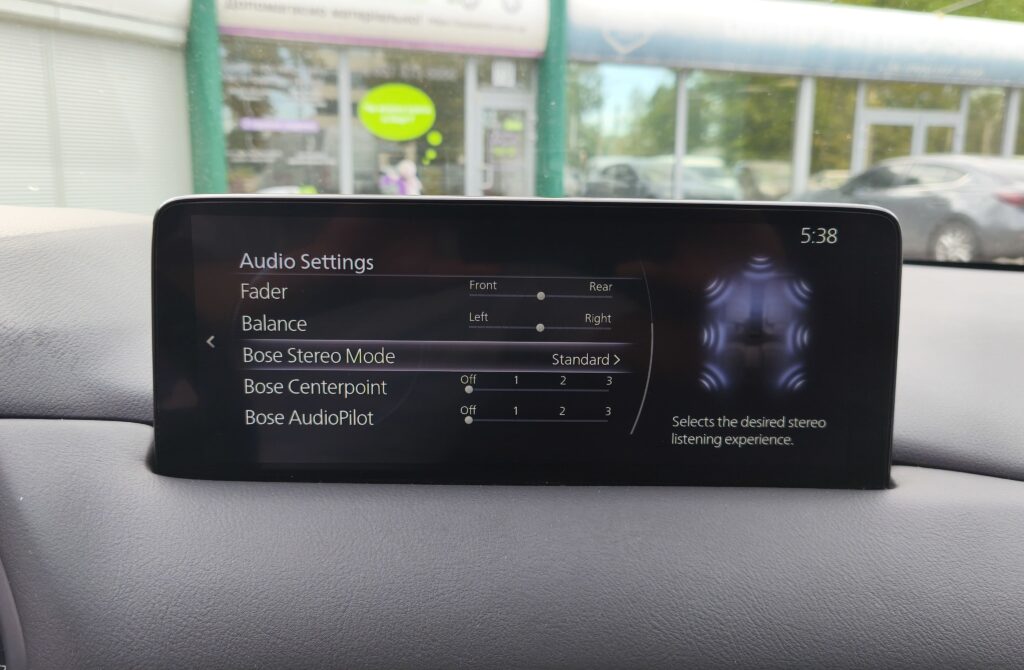 5:38
Audio Settings
Fader Front Rear
Balance Left Right
Bose Stereo Mode Standard >
Bose Centerpoint Off 1 2 3
Bose AudioPilot Off 1 2 3
Selects the desired stereo
listening experience.